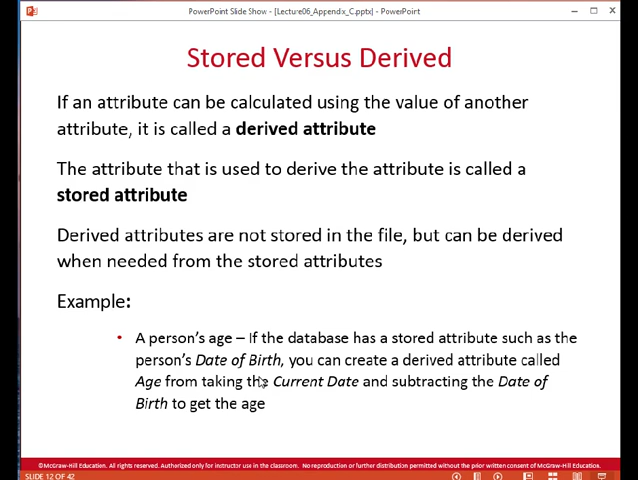 PowerPoint Slide Show - [Lecture06_Appendix_C.pptx] - PowerPoint
Stored Versus Derived
If an attribute can be calculated using the value of another
attribute, it is called a derived attribute
The attribute that is used to derive the attribute is called a
stored attribute
Derived attributes are not stored in the file, but can be derived
when needed from the stored attributes
Example:
• A person's age – If the database has a stored attribute such as the
person's Date of Birth, you can create a derived attribute called
Age from taking the Current Date and subtracting the Date of
Birth to get the age
©McGraw-Hill Education. All rights reserved. Authorized only for instructor use in the classroom. No reproduction or further distribution permitted without the prior written consent of McGraw-Hill Education.
SLIDE 12 OF 42